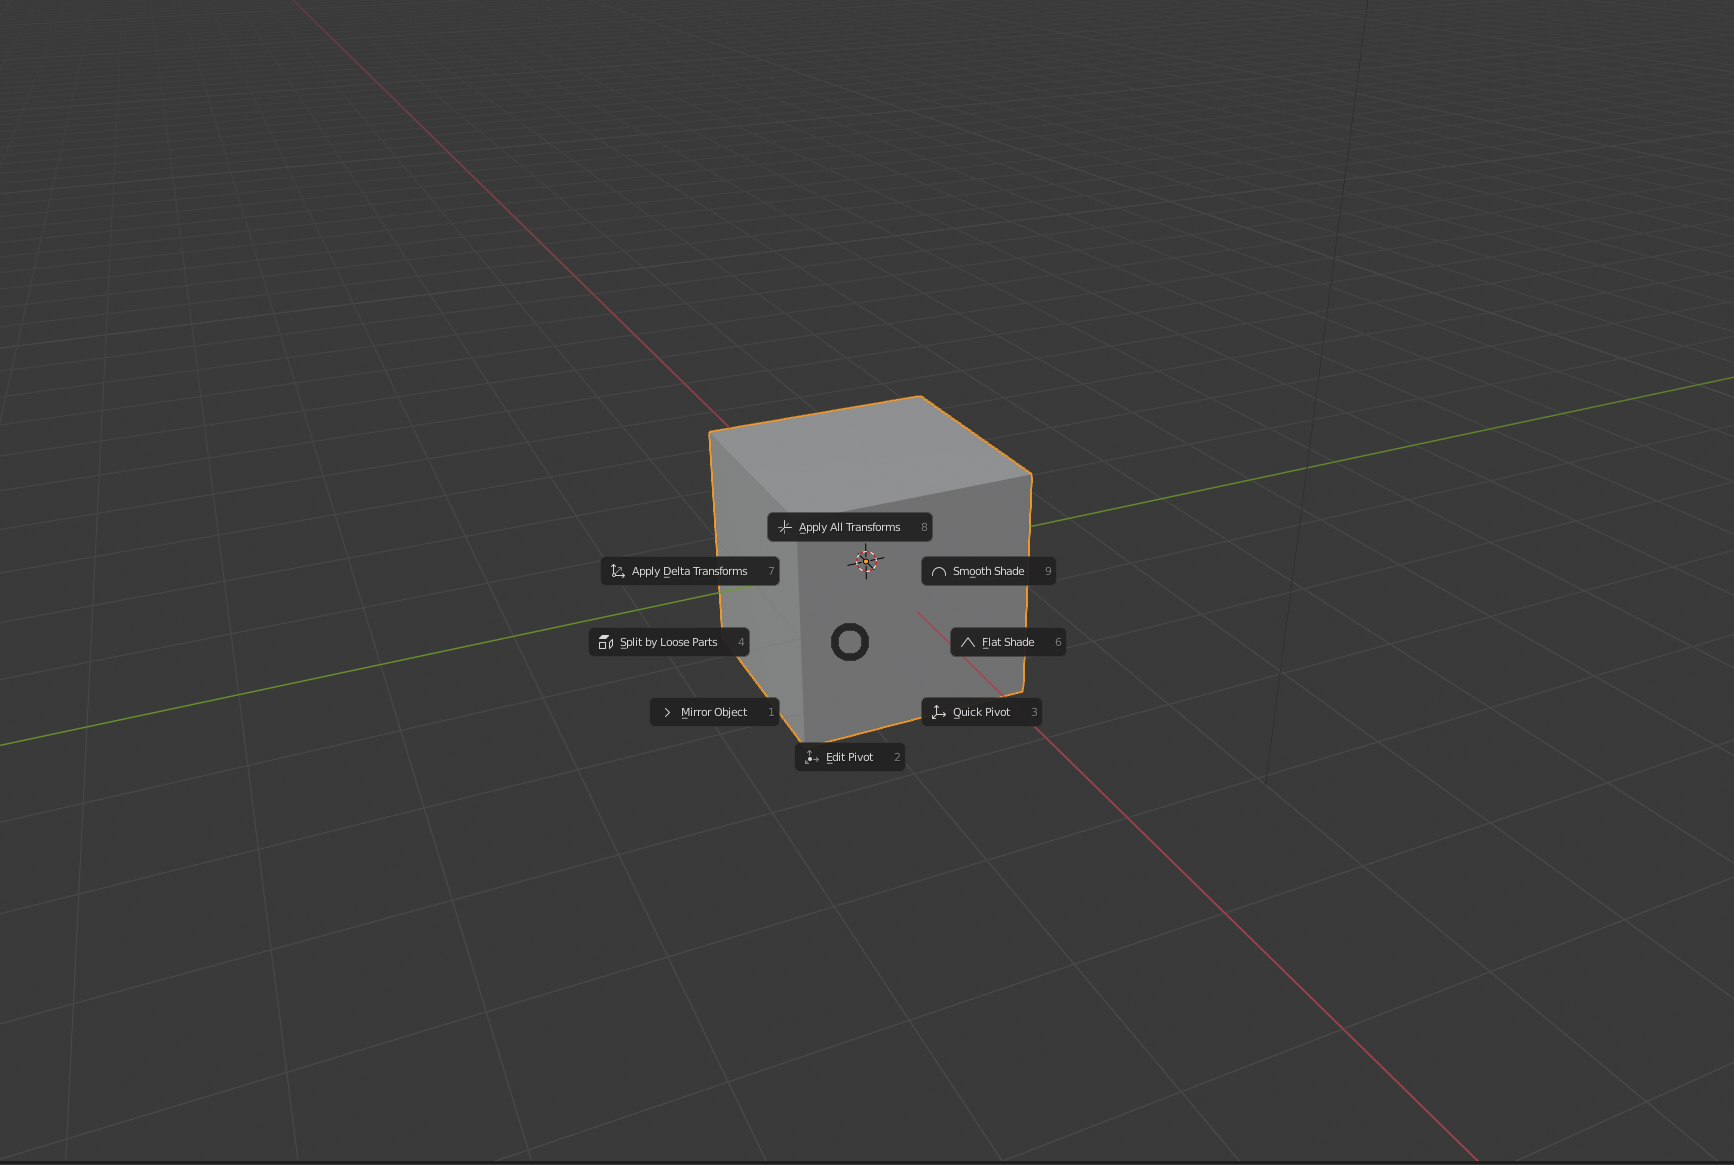 Apply All Transforms 8
Apply Delta Transforms 7
Smooth Shade 9
Split by Loose Parts 4
Flat Shade 6
Mirror Object 1
Quick Pivot 3
Edit Pivot 2